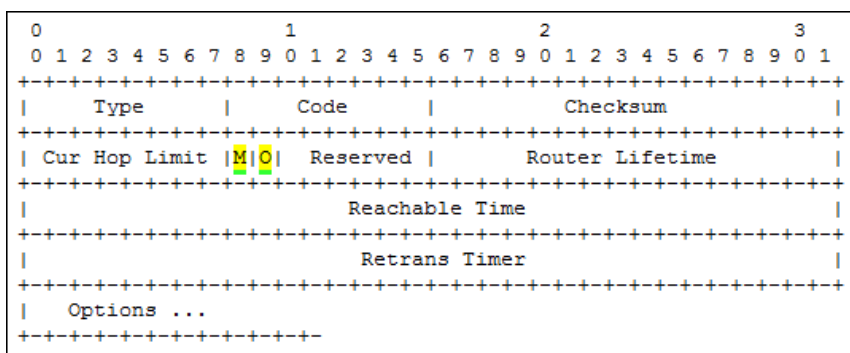 0                   1                   2                   3
 0 1 2 3 4 5 6 7 8 9 0 1 2 3 4 5 6 7 8 9 0 1 2 3 4 5 6 7 8 9 0 1
+-+-+-+-+-+-+-+-+-+-+-+-+-+-+-+-+-+-+-+-+-+-+-+-+-+-+-+-+-+-+-+-+
|     Type      |     Code      |          Checksum             |
+-+-+-+-+-+-+-+-+-+-+-+-+-+-+-+-+-+-+-+-+-+-+-+-+-+-+-+-+-+-+-+-+
| Cur Hop Limit |M|O|  Reserved |       Router Lifetime         |
+-+-+-+-+-+-+-+-+-+-+-+-+-+-+-+-+-+-+-+-+-+-+-+-+-+-+-+-+-+-+-+-+
|                         Reachable Time                        |
+-+-+-+-+-+-+-+-+-+-+-+-+-+-+-+-+-+-+-+-+-+-+-+-+-+-+-+-+-+-+-+-+
|                          Retrans Timer                        |
+-+-+-+-+-+-+-+-+-+-+-+-+-+-+-+-+-+-+-+-+-+-+-+-+-+-+-+-+-+-+-+-+
|   Options ...
+-+-+-+-+-+-+-+-+-+-+-+-